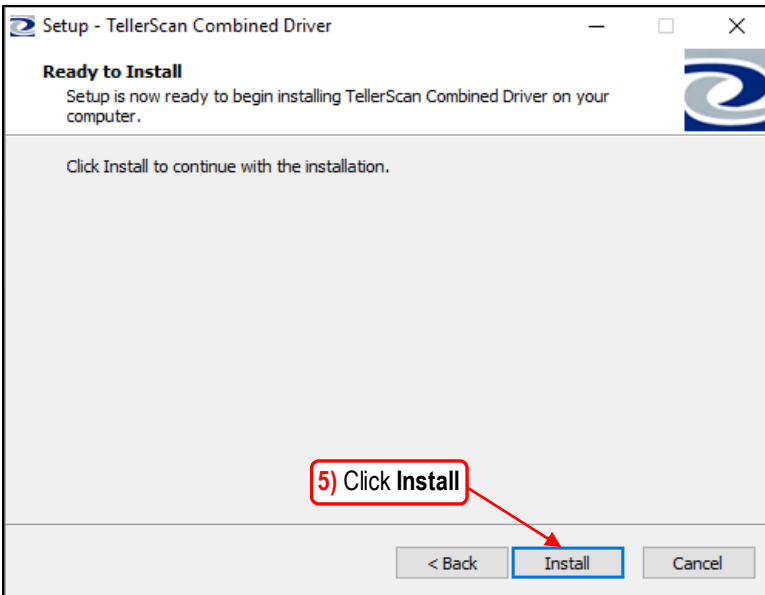 Setup - TellerScan Combined Driver
Ready to Install
Setup is now ready to begin installing TellerScan Combined Driver on your
computer.
Click Install to continue with the installation.
5) Click Install
< Back
Install
Cancel